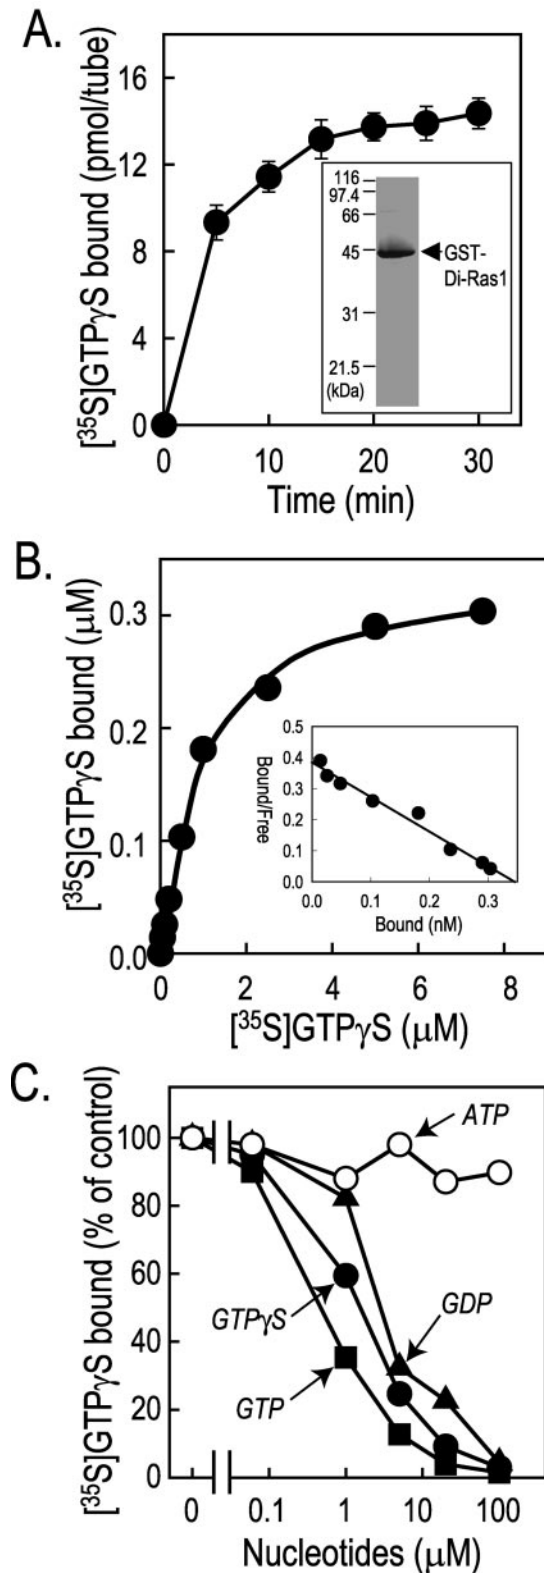 A.
[³⁵S]GTPγS bound (pmol/tube)
16
12
8
4
0
0 10 20 30
Time (min)
116
97.4
66
45
31
21.5
(kDa)
GST-
Di-Ras1
B.
[³⁵S]GTPγS bound (μM)
0.3
0.2
0.1
0.0
0 2 4 6 8
[³⁵S]GTPγS (μM)
Bound/Free
0.5
0.4
0.3
0.2
0.1
0.0
0.0 0.1 0.2 0.3
Bound (nM)
C.
[³⁵S]GTPγS bound (% of control)
100
80
60
40
20
0
ATP
GTPγS
GDP
GTP
0 0.1 1 10 100
Nucleotides (μM)